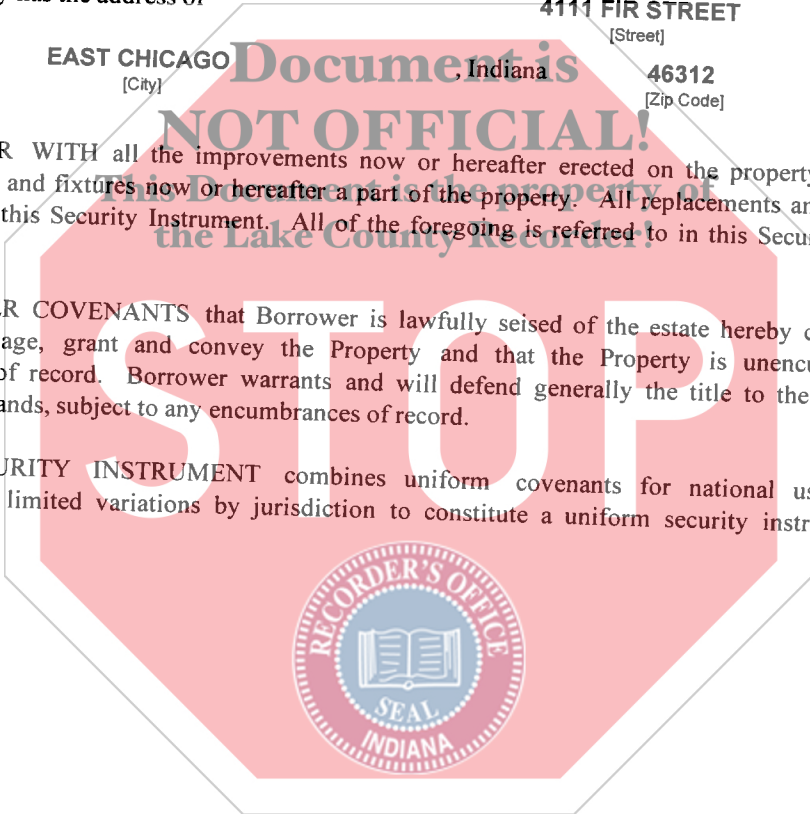 y has the address of
4111 FIR STREET
[Street]
EAST CHICAGO , Indiana 46312
[City] [Zip Code]
Document is
NOT OFFICIAL!
This Document is the property of
the Lake County Recorder!
R WITH all the improvements now or hereafter erected on the property
and fixtures now or hereafter a part of the property. All replacements an
this Security Instrument. All of the foregoing is referred to in this Secu
R COVENANTS that Borrower is lawfully seised of the estate hereby c
age, grant and convey the Property and that the Property is unencu
of record. Borrower warrants and will defend generally the title to the
ands, subject to any encumbrances of record.
STOP
URITY INSTRUMENT combines uniform covenants for national us
limited variations by jurisdiction to constitute a uniform security instr
RECORDER'S OFFICE
SEAL
INDIANA